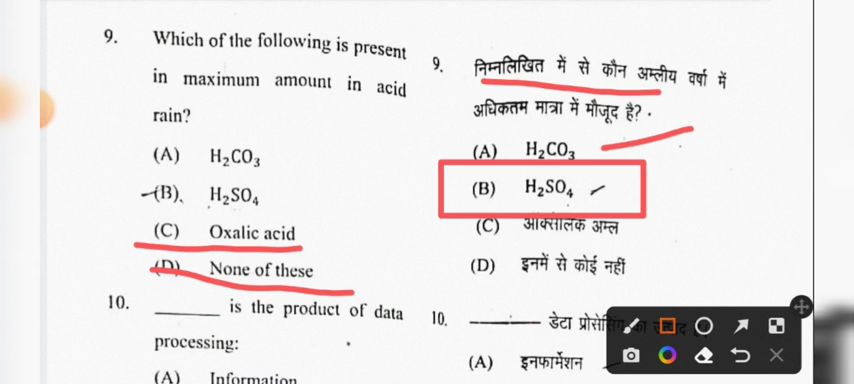 9. Which of the following is present
in maximum amount in acid
rain?
(A) H₂CO₃
(B) H₂SO₄
(C) Oxalic acid
(D) None of these
10. ______ is the product of data
processing:
(A) Information
9. निम्नलिखित में से कौन अम्लीय वर्षा में
अधिकतम मात्रा में मौजूद है?
(A) H₂CO₃
(B) H₂SO₄
(C) ऑक्सालिक अम्ल
(D) इनमें से कोई नहीं
10. ______ डेटा
(A) इनफार्मेशन